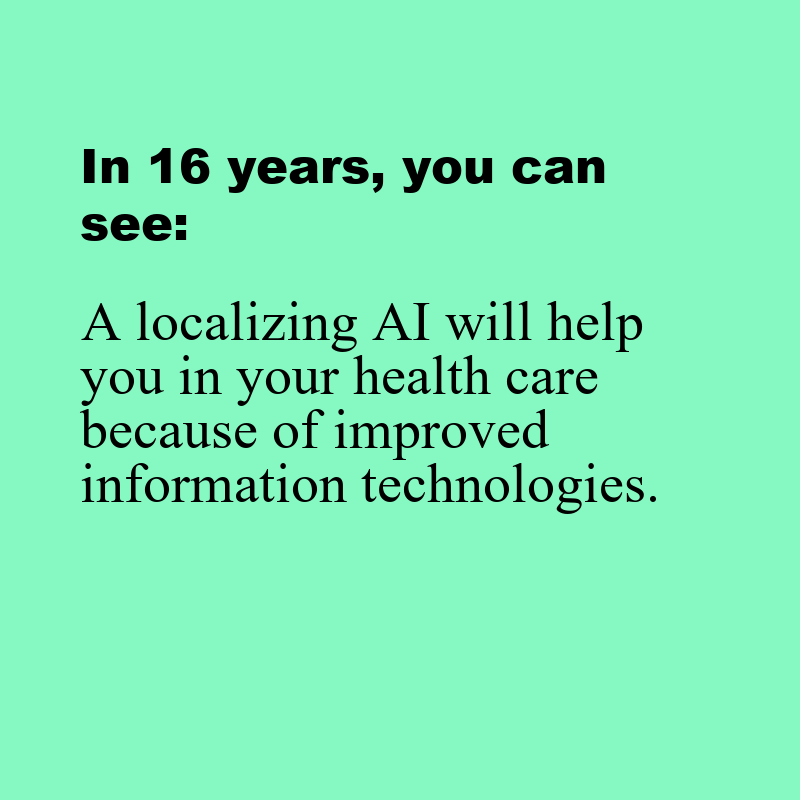 In 16 years, you can
see:
A localizing AI will help
you in your health care
because of improved
information technologies.